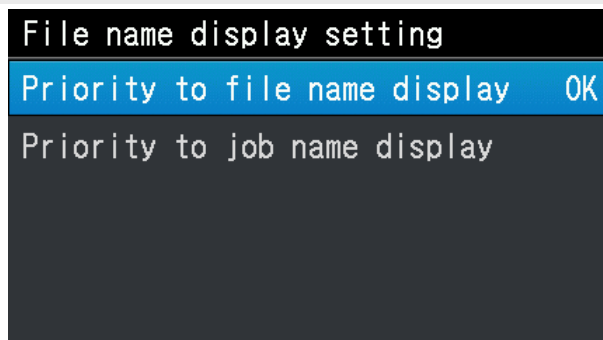 File name display setting
Priority to file name display OK
Priority to job name display